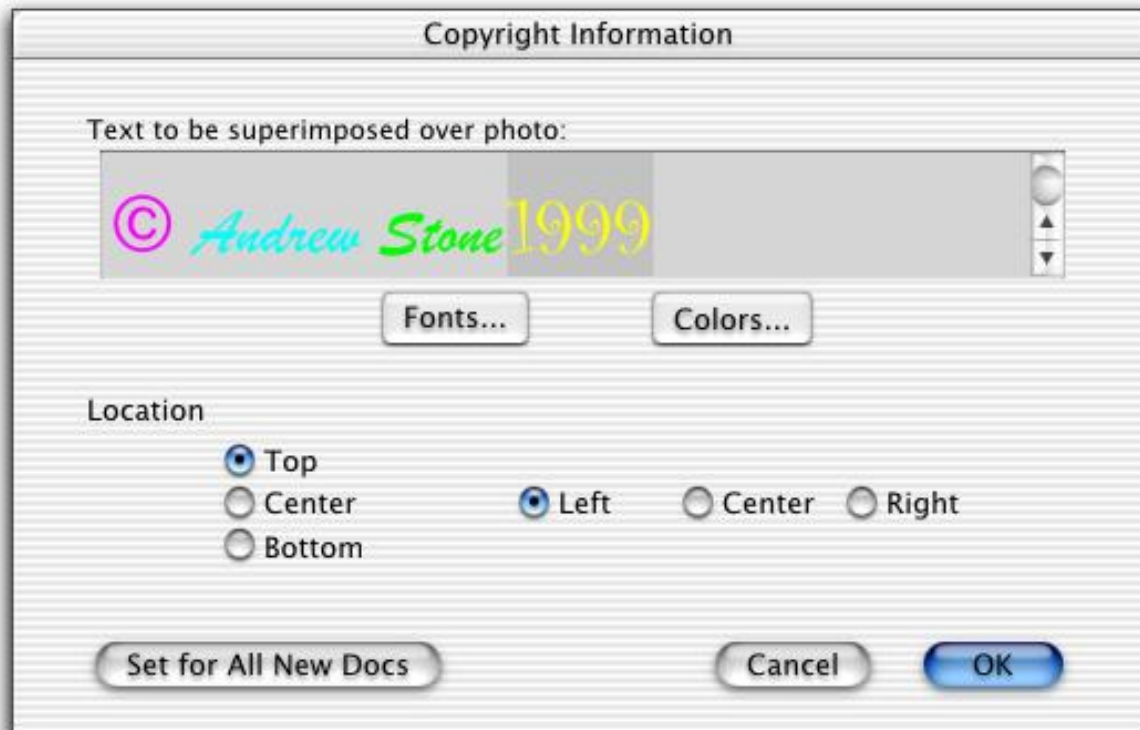 Copyright Information
Text to be superimposed over photo:
© Andrew Stone 1999
Fonts... Colors...
Location
Top
Center Left Center Right
Bottom
Set for All New Docs Cancel OK